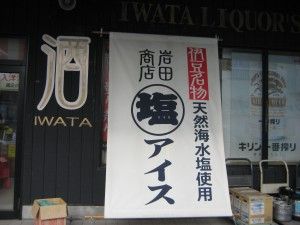 IWATA LIQUOR'S
酒
IWATA
名物
天然海水塩使用
岩田
商店
塩
アイス
キリン一番搾り